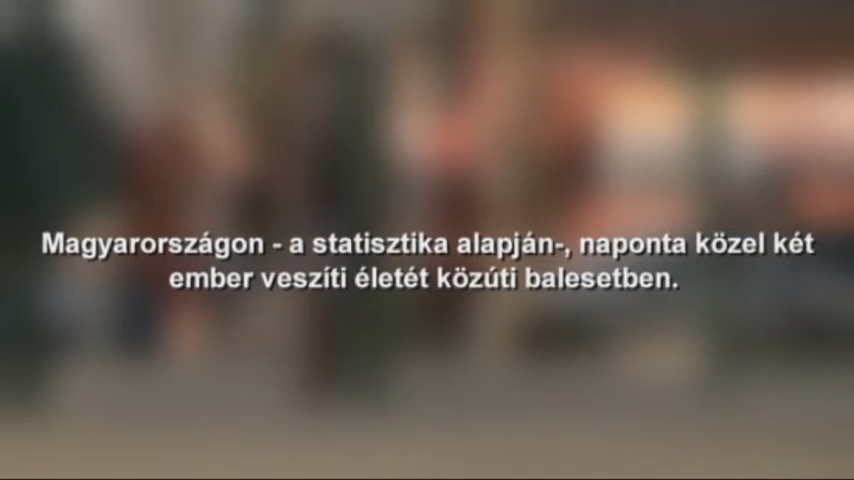 Magyarországon - a statisztika alapján-, naponta közel két
ember veszíti életét közúti balesetben.